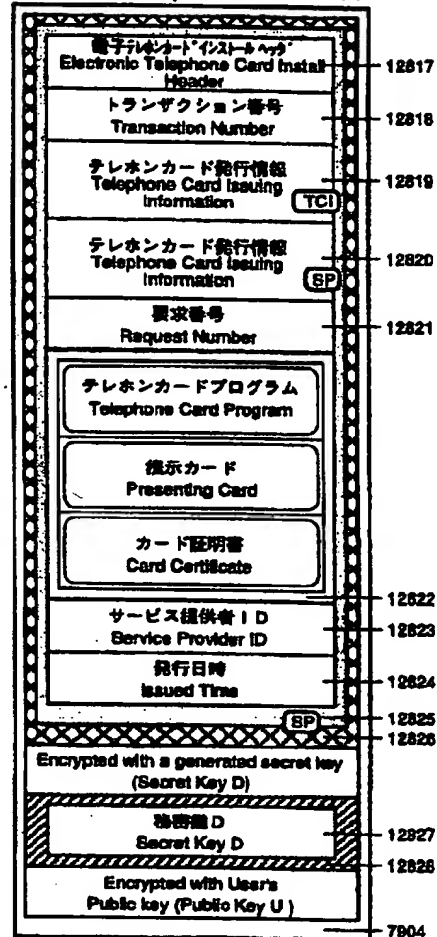 電子テレホンカード インストール ヘッダ
Electronic Telephone Card Install
Header
12817
トランザクション番号
Transaction Number
12818
テレホンカード発行情報
Telephone Card Issuing
Information
TCI
12819
テレホンカード発行情報
Telephone Card Issuing
Information
SP
12820
要求番号
Request Number
12821
テレホンカードプログラム
Telephone Card Program
提示カード
Presenting Card
カード証明書
Card Certificate
12822
サービス提供者ID
Service Provider ID
12823
発行日時
Issued Time
12824
SP
12825
12826
Encrypted with a generated secret key
(Secret Key D)
秘密鍵D
Secret Key D
12827
12828
Encrypted with User's
Public key (Public Key U )
7904